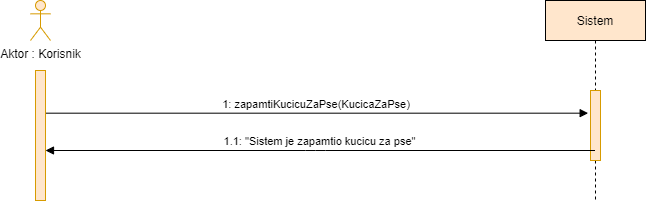 Sistem
Aktor : Korisnik
1: zapamtiKucicuZaPse(KucicaZaPse)
1.1: "Sistem je zapamtio kucicu za pse"